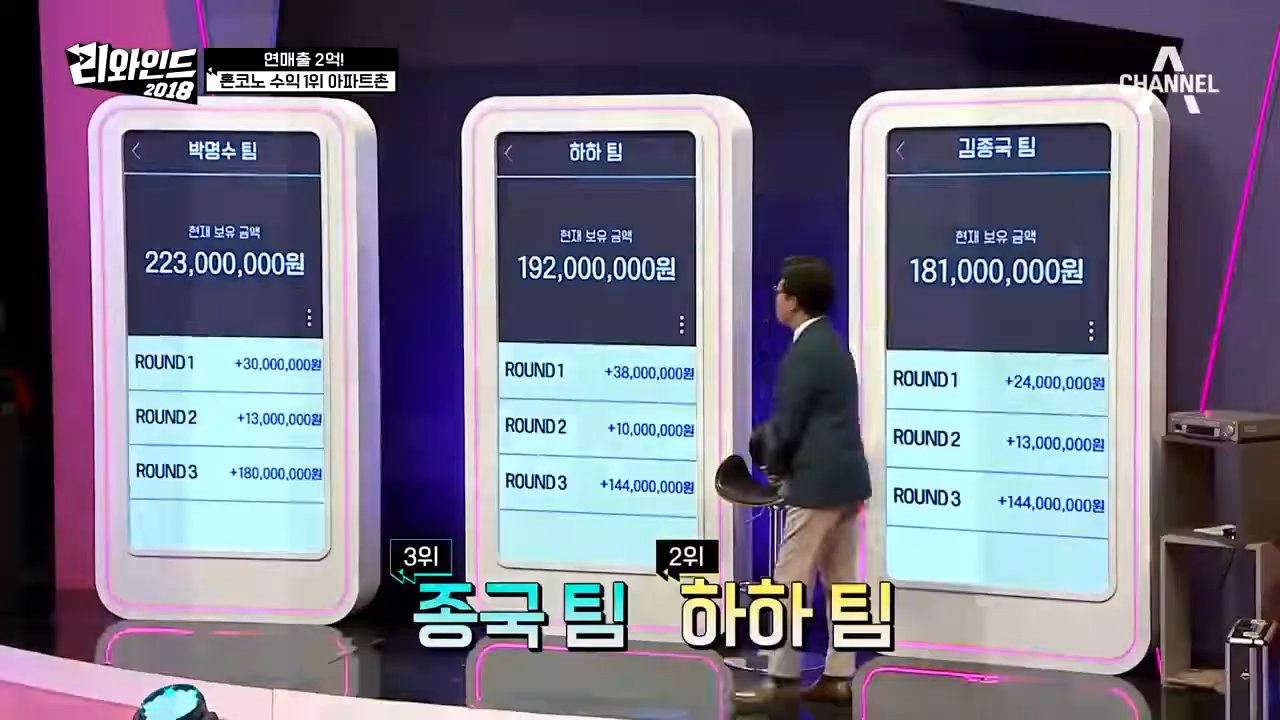 리와인드
2018
연매출 2억!
혼코노 수익 1위 아파트촌
CHANNEL A
박명수 팀
현재 보유 금액
223,000,000원
ROUND 1 +30,000,000원
ROUND 2 +13,000,000원
ROUND 3 +180,000,000원
하하 팀
현재 보유 금액
192,000,000원
ROUND 1 +38,000,000원
ROUND 2 +10,000,000원
ROUND 3 +144,000,000원
김종국 팀
현재 보유 금액
181,000,000원
ROUND 1 +24,000,000원
ROUND 2 +13,000,000원
ROUND 3 +144,000,000원
3위
종국 팀
2위
하하 팀